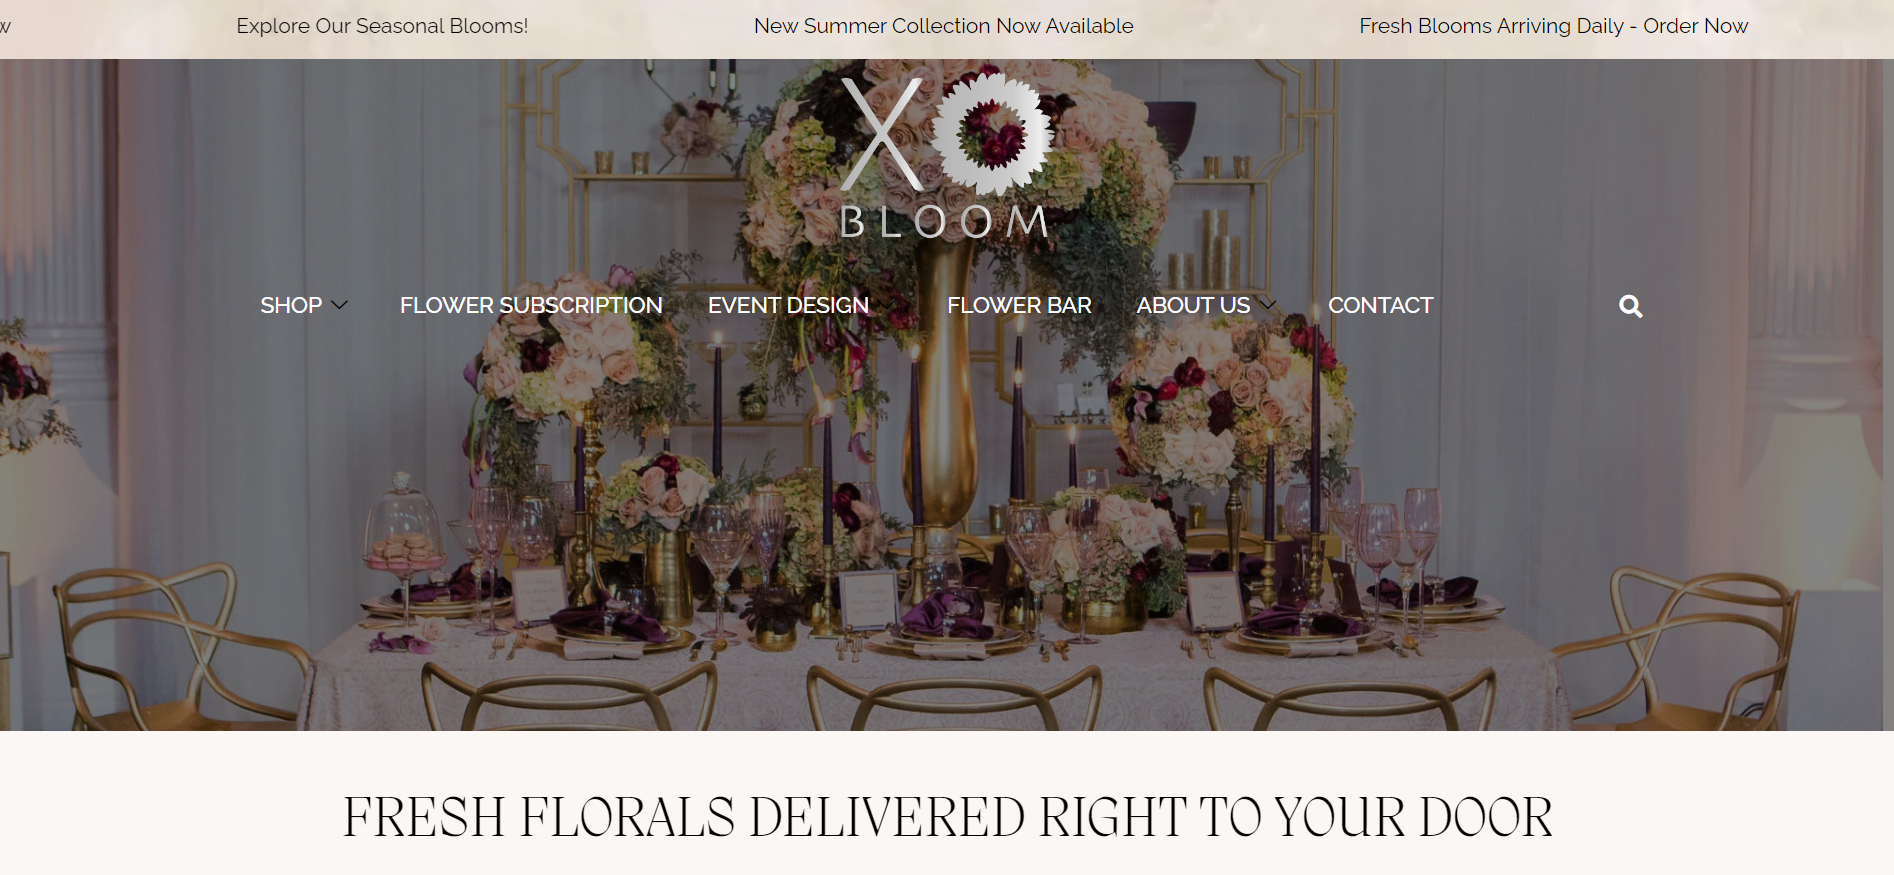 Explore Our Seasonal Blooms! New Summer Collection Now Available Fresh Blooms Arriving Daily - Order Now
XO
BLOOM
SHOP FLOWER SUBSCRIPTION EVENT DESIGN FLOWER BAR ABOUT US CONTACT
FRESH FLORALS DELIVERED RIGHT TO YOUR DOOR